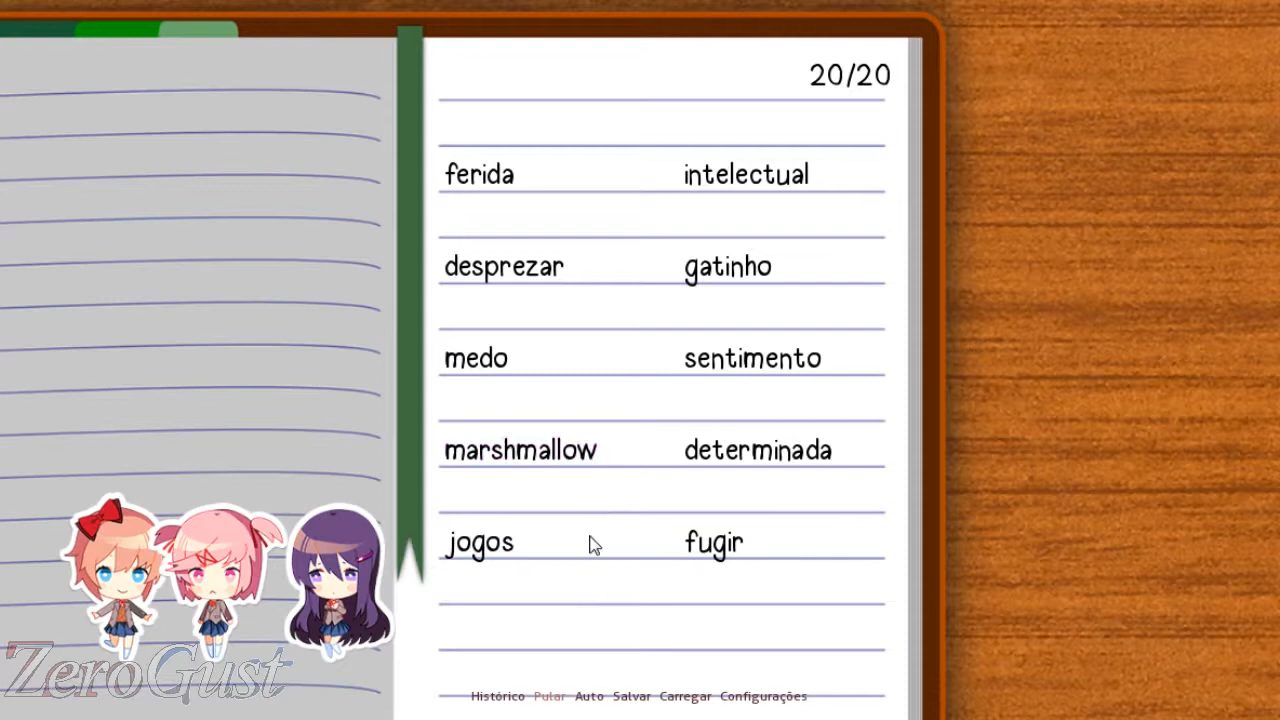 20/20
ferida intelectual
desprezar gatinho
medo sentimento
marshmallow determinada
jogos fugir
ZeroGust
Histórico Pular Auto Salvar Carregar Configurações